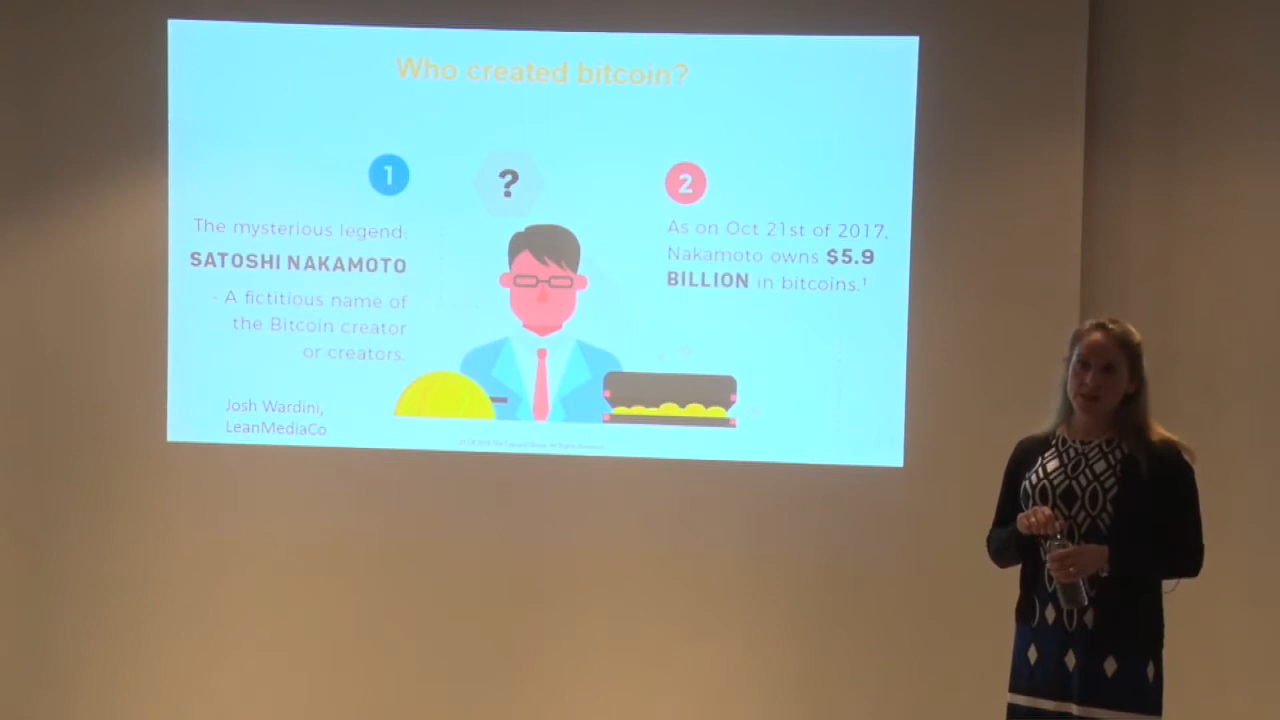 Who created bitcoin?
1
?
2
The mysterious legend:
SATOSHI NAKAMOTO
- A fictitious name of
the Bitcoin creator
or creators.
As on Oct 21st of 2017,
Nakamoto owns $5.9
BILLION in bitcoins.¹
Josh Wardini,
LeanMediaCo